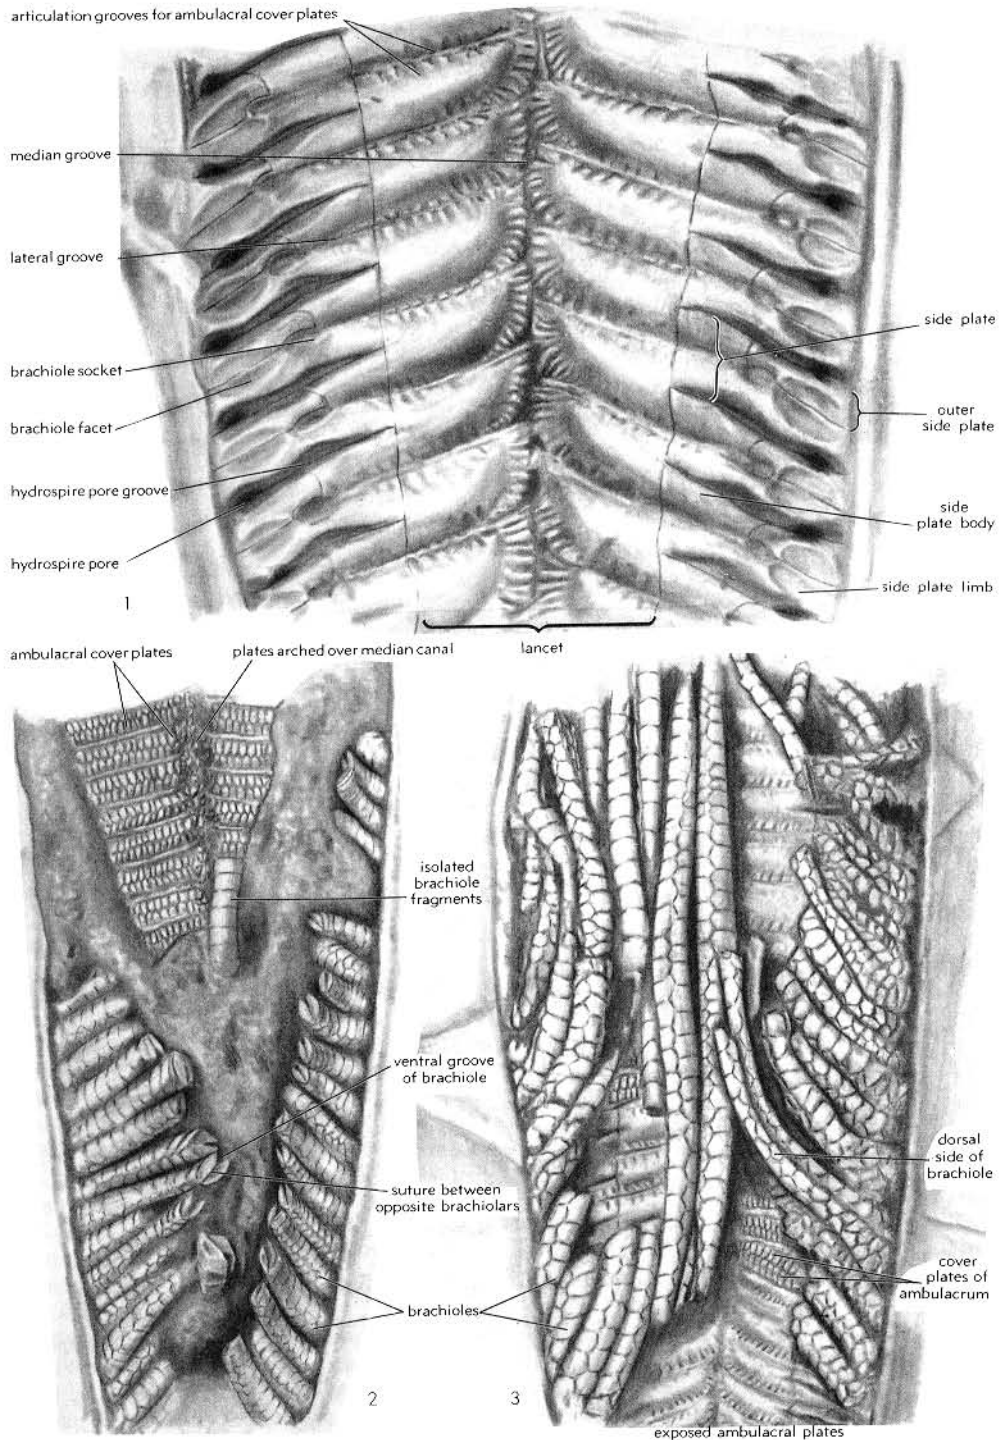 articulation grooves for ambulacral cover plates
median groove
lateral groove
brachiole socket
brachiole facet
hydrospire pore groove
hydrospire pore
side plate
outer
side plate
side
plate body
side plate limb
1
lancet
ambulacral cover plates
plates arched over median canal
isolated
brachiole
fragments
ventral groove
of brachiole
suture between
opposite brachiolars
brachioles
2
3
dorsal
side of
brachiole
cover
plates of
ambulacrum
exposed ambulacral plates